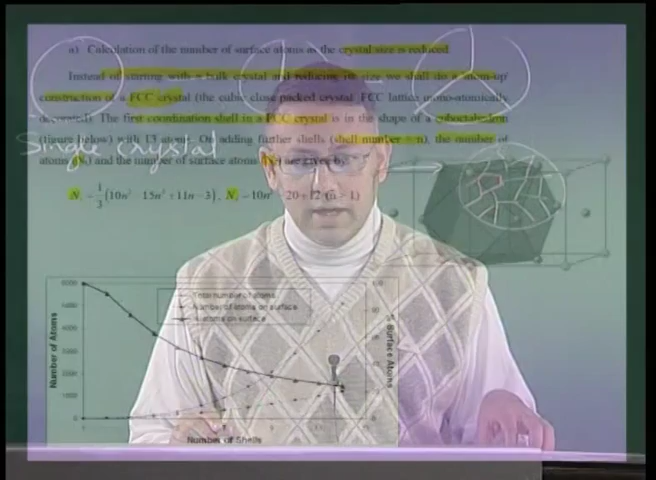 a) Calculation of the number of surface atoms as the crystal size is reduced
Instead of starting with a bulk crystal and reducing its size we shall do a atom-up
construction of a FCC crystal (the cubic close packed crystal, FCC lattice mono-atomically
decorated). The first coordination shell in a FCC crystal is in the shape of a cuboctahedron
(figure below) with 13 atoms. On adding further shells (shell number = n), the number of
atoms (N) and the number of surface atoms (N) are given by:
Single crystal
Total number of atoms
Number of atoms on surface
% atoms on surface
Number of Atoms
% Surface Atoms
Number of Shells